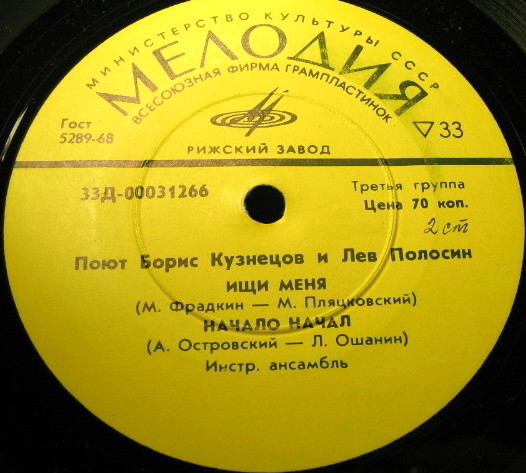 МИНИСТЕРСТВО КУЛЬТУРЫ СССР
МЕЛОДИЯ
ВСЕСОЮЗНАЯ ФИРМА ГРАМПЛАСТИНОК
Гост
5289-68
33
РИЖСКИЙ ЗАВОД
33Д-00031266
Третья группа
Цена 70 коп.
2 ст
Поют Борис Кузнецов и Лев Полосин
ИЩИ МЕНЯ
(М. Фрадкин — М. Пляцковский)
НАЧАЛО НАЧАЛ
(А. Островский — Л. Ошанин)
Инстр. ансамбль